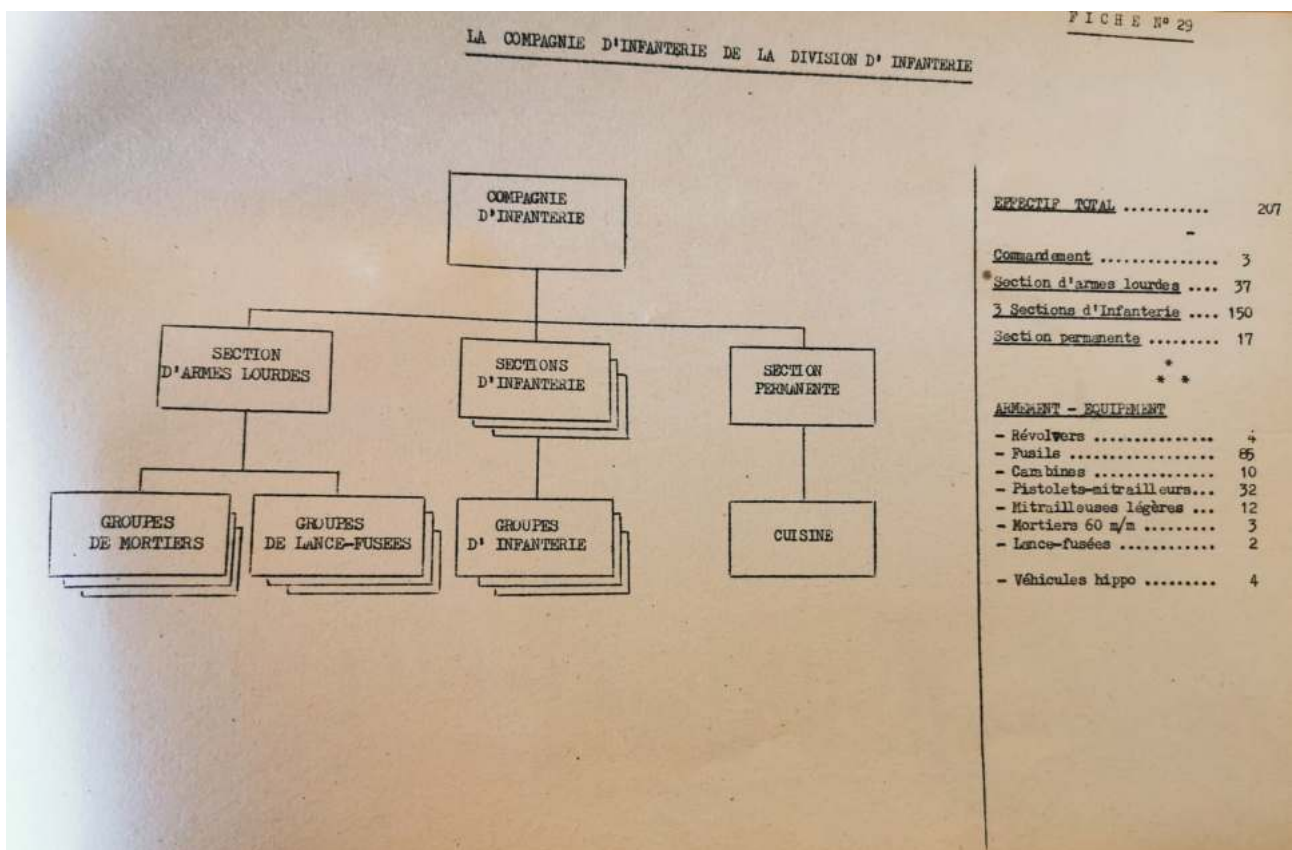 FICHE Nº 29
LA COMPAGNIE D'INFANTERIE DE LA DIVISION D' INFANTERIE
COMPAGNIE
D'INFANTERIE
SECTION
D'ARMES LOURDES
SECTIONS
D'INFANTERIE
SECTION
PERMANENTE
GROUPES
DE MORTIERS
GROUPES
DE LANCE-FUSEES
GROUPES
D' INFANTERIE
CUISINE
EFFECTIF TOTAL ........... 207
-
Commandement ............... 3
Section d'armes lourdes .... 37
3 Sections d'Infanterie .... 150
Section permanente ......... 17
*
* *
ARMEMENT - EQUIPEMENT
- Révolvers ............... 4
- Fusils .................. 85
- Carabines ................ 10
- Pistolets-mitrailleurs... 32
- Mitrailleuses légères ... 12
- Mortiers 60 m/m ......... 3
- Lance-fusées ............ 2
- Véhicules hippo ......... 4